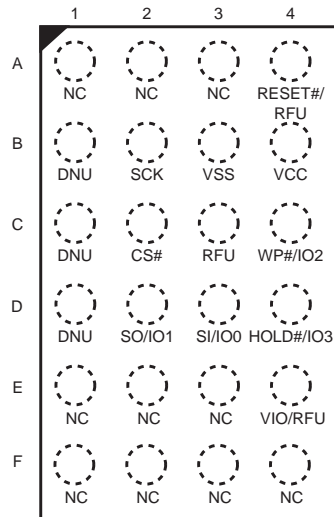 1 2 3 4
A
NC NC NC RESET#/
RFU
B
DNU SCK VSS VCC
C
DNU CS# RFU WP#/IO2
D
DNU SO/IO1 SI/IO0 HOLD#/IO3
E
NC NC NC VIO/RFU
F
NC NC NC NC